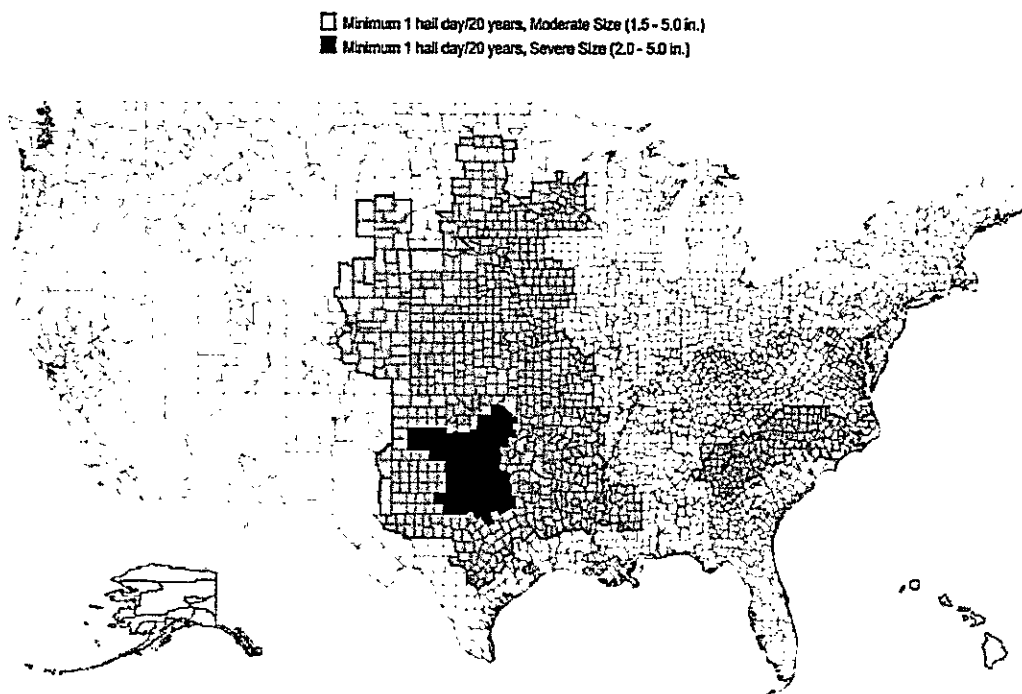 Minimum 1 hail day/20 years, Moderate Size (1.5 - 5.0 in.)
Minimum 1 hail day/20 years, Severe Size (2.0 - 5.0 in.)